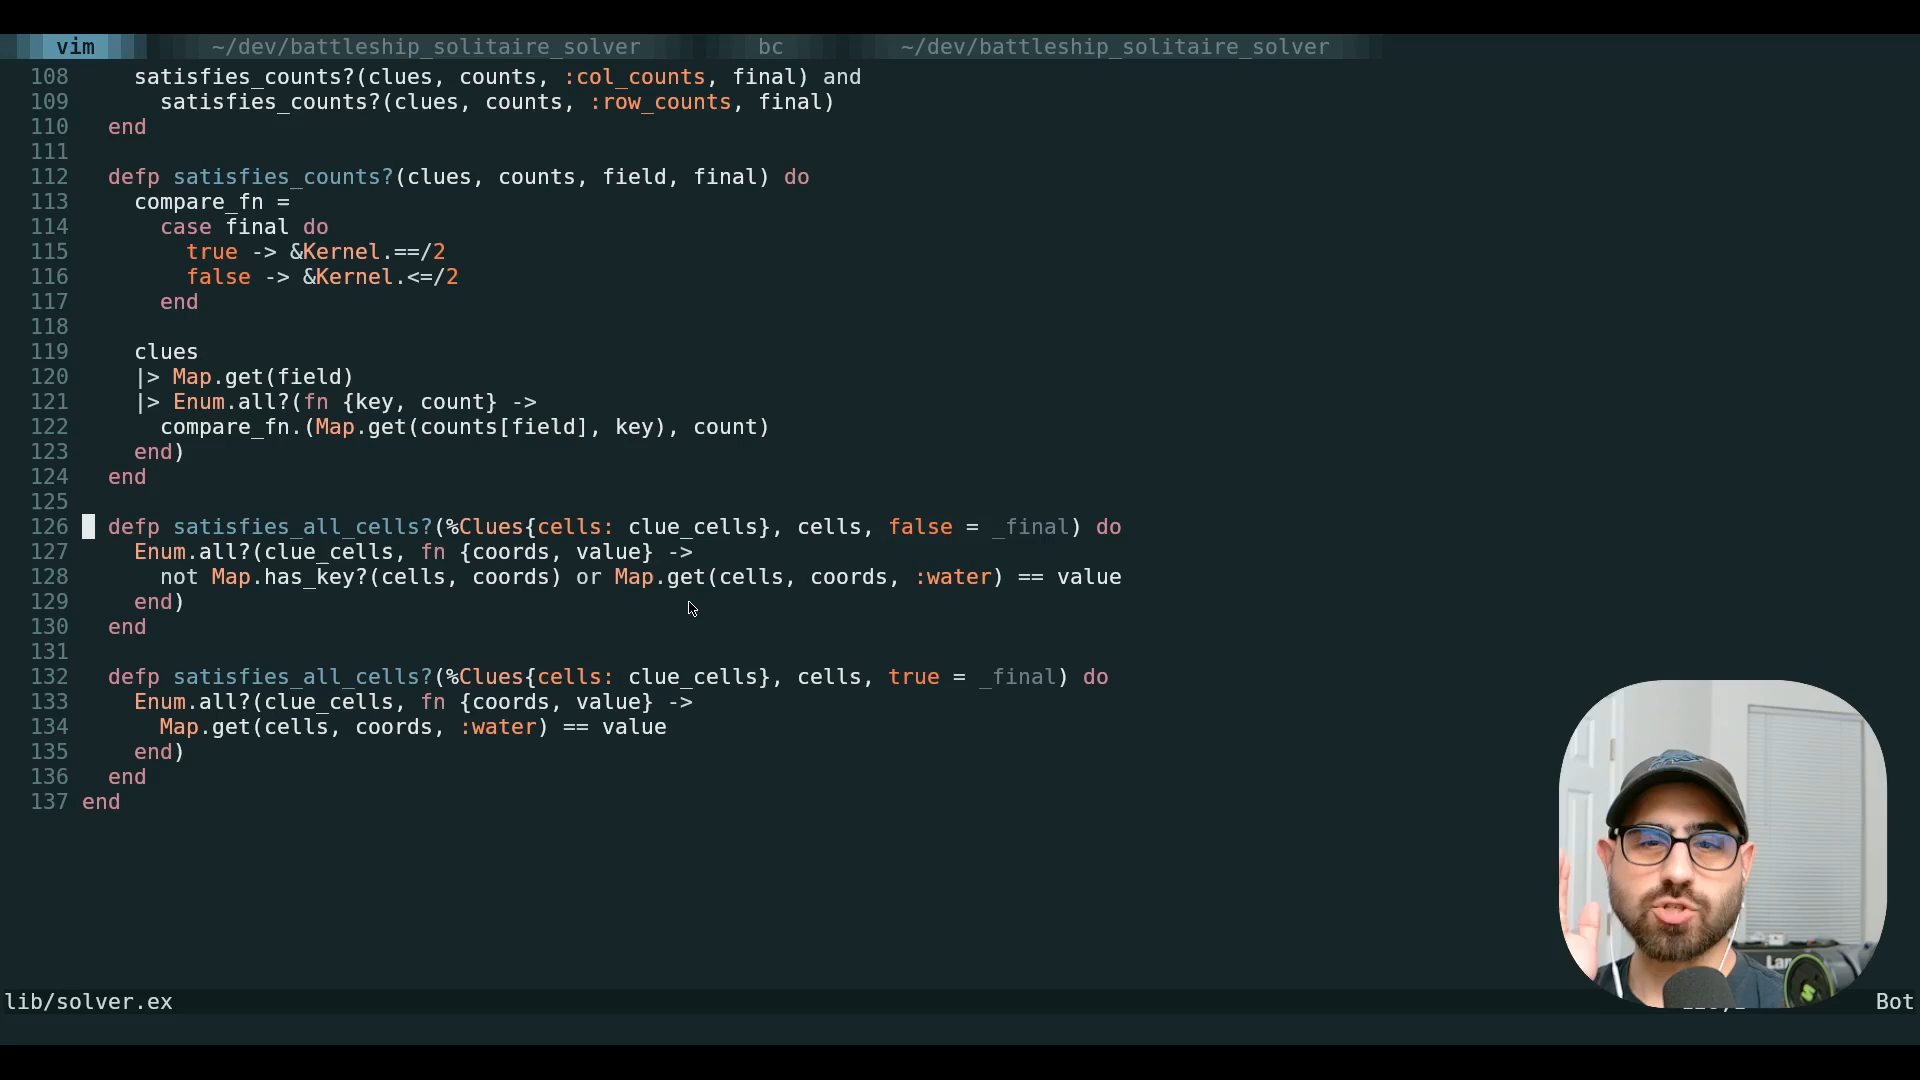 vim ~/dev/battleship_solitaire_solver bc ~/dev/battleship_solitaire_solver
108 satisfies_counts?(clues, counts, :col_counts, final) and
109 satisfies_counts?(clues, counts, :row_counts, final)
110 end
111
112 defp satisfies_counts?(clues, counts, field, final) do
113 compare_fn =
114 case final do
115 true -> &Kernel.==/2
116 false -> &Kernel.<=/2
117 end
118
119 clues
120 |> Map.get(field)
121 |> Enum.all?(fn {key, count} ->
122 compare_fn.(Map.get(counts[field], key), count)
123 end)
124 end
125
126 defp satisfies_all_cells?(%Clues{cells: clue_cells}, cells, false = _final) do
127 Enum.all?(clue_cells, fn {coords, value} ->
128 not Map.has_key?(cells, coords) or Map.get(cells, coords, :water) == value
129 end)
130 end
131
132 defp satisfies_all_cells?(%Clues{cells: clue_cells}, cells, true = _final) do
133 Enum.all?(clue_cells, fn {coords, value} ->
134 Map.get(cells, coords, :water) == value
135 end)
136 end
137 end
lib/solver.ex Bot